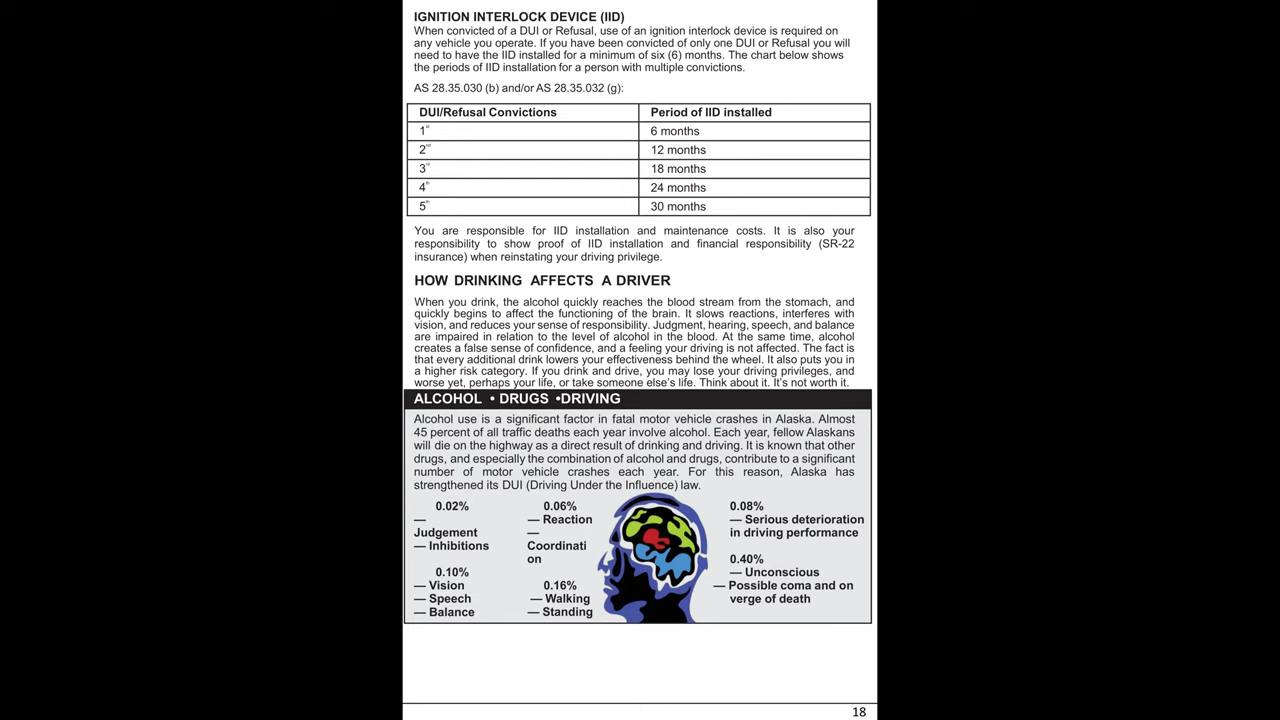 IGNITION INTERLOCK DEVICE (IID)
When convicted of a DUI or Refusal, use of an ignition interlock device is required on
any vehicle you operate. If you have been convicted of only one DUI or Refusal you will
need to have the IID installed for a minimum of six (6) months. The chart below shows
the periods of IID installation for a person with multiple convictions.
AS 28.35.030 (b) and/or AS 28.35.032 (g):
DUI/Refusal Convictions Period of IID installed
1st 6 months
2nd 12 months
3rd 18 months
4th 24 months
5th 30 months
You are responsible for IID installation and maintenance costs. It is also your
responsibility to show proof of IID installation and financial responsibility (SR-22
insurance) when reinstating your driving privilege.
HOW DRINKING AFFECTS A DRIVER
When you drink, the alcohol quickly reaches the blood stream from the stomach, and
quickly begins to affect the functioning of the brain. It slows reactions, interferes with
vision, and reduces your sense of responsibility. Judgment, hearing, speech, and balance
are impaired in relation to the level of alcohol in the blood. At the same time, alcohol
creates a false sense of confidence, and a feeling your driving is not affected. The fact is
that every additional drink lowers your effectiveness behind the wheel. It also puts you in
a higher risk category. If you drink and drive, you may lose your driving privileges, and
worse yet, perhaps your life, or take someone else's life. Think about it. It's not worth it.
ALCOHOL • DRUGS •DRIVING
Alcohol use is a significant factor in fatal motor vehicle crashes in Alaska. Almost
45 percent of all traffic deaths each year involve alcohol. Each year, fellow Alaskans
will die on the highway as a direct result of drinking and driving. It is known that other
drugs, and especially the combination of alcohol and drugs, contribute to a significant
number of motor vehicle crashes each year. For this reason, Alaska has
strengthened its DUI (Driving Under the Influence) law.
0.02%
—
Judgement
— Inhibitions
0.10%
— Vision
— Speech
— Balance
0.06%
— Reaction
—
Coordinati
on
0.16%
— Walking
— Standing
0.08%
— Serious deterioration
in driving performance
0.40%
— Unconscious
— Possible coma and on
verge of death
18